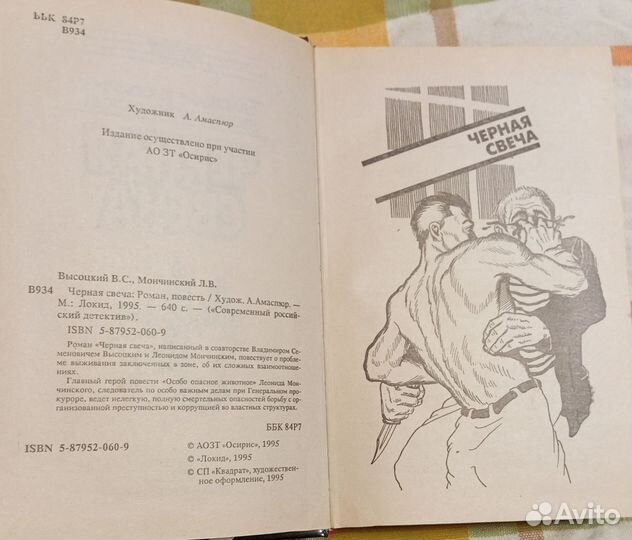 ББК 84Р7
В934
Художник А. Амаспюр
Издание осуществлено при участии
АО ЗТ «Осирис»
Высоцкий В.С., Мончинский Л.В.
В934 Черная свеча: Роман, повесть / Худож. А.Амаспюр. —
М.: Локид, 1995. — 640 с. — («Современный россий-
ский детектив»).
ISBN 5-87952-060-9
Роман «Черная свеча», написанный в соавторстве Владимиром Се-
меновичем Высоцким и Леонидом Мончинским, повествует о пробле-
ме выживания заключенных в зоне, об их сложных взаимоотноше-
ниях.
Главный герой повести «Особо опасное животное» Леонида Мон-
чинского, следователь по особо важным делам при Генеральном про-
куроре, ведет нелегкую, полную смертельных опасностей борьбу с ор-
ганизованной преступностью и коррупцией во властных структурах.
ББК 84Р7
ISBN 5-87952-060-9
© АОЗТ «Осирис», 1995
© «Локид», 1995
© СП «Квадрат», художествен-
ное оформление, 1995
ЧЕРНАЯ
СВЕЧА
Avito